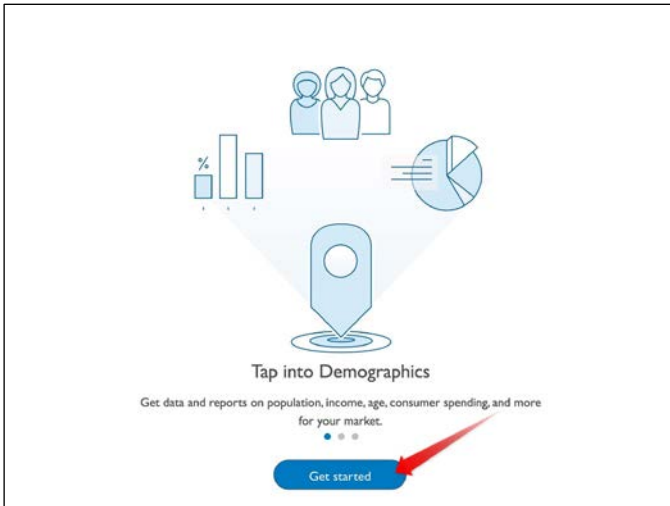 %
Tap into Demographics
Get data and reports on population, income, age, consumer spending, and more
for your market.
Get started